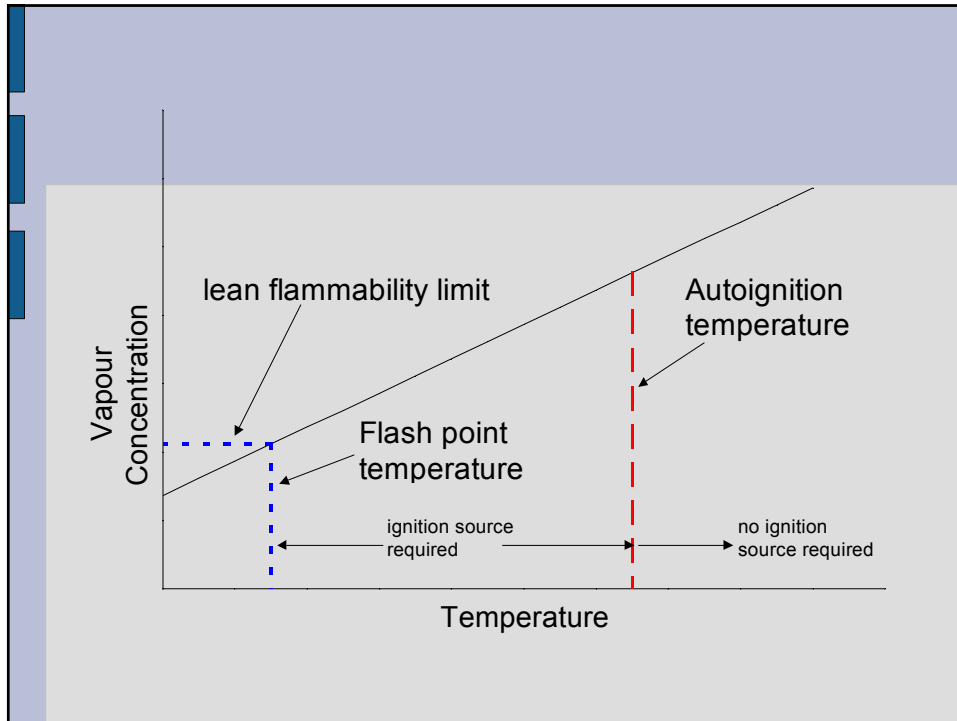 lean flammability limit
Autoignition
temperature
Vapour
Concentration
Flash point
temperature
ignition source
required
no ignition
source required
Temperature